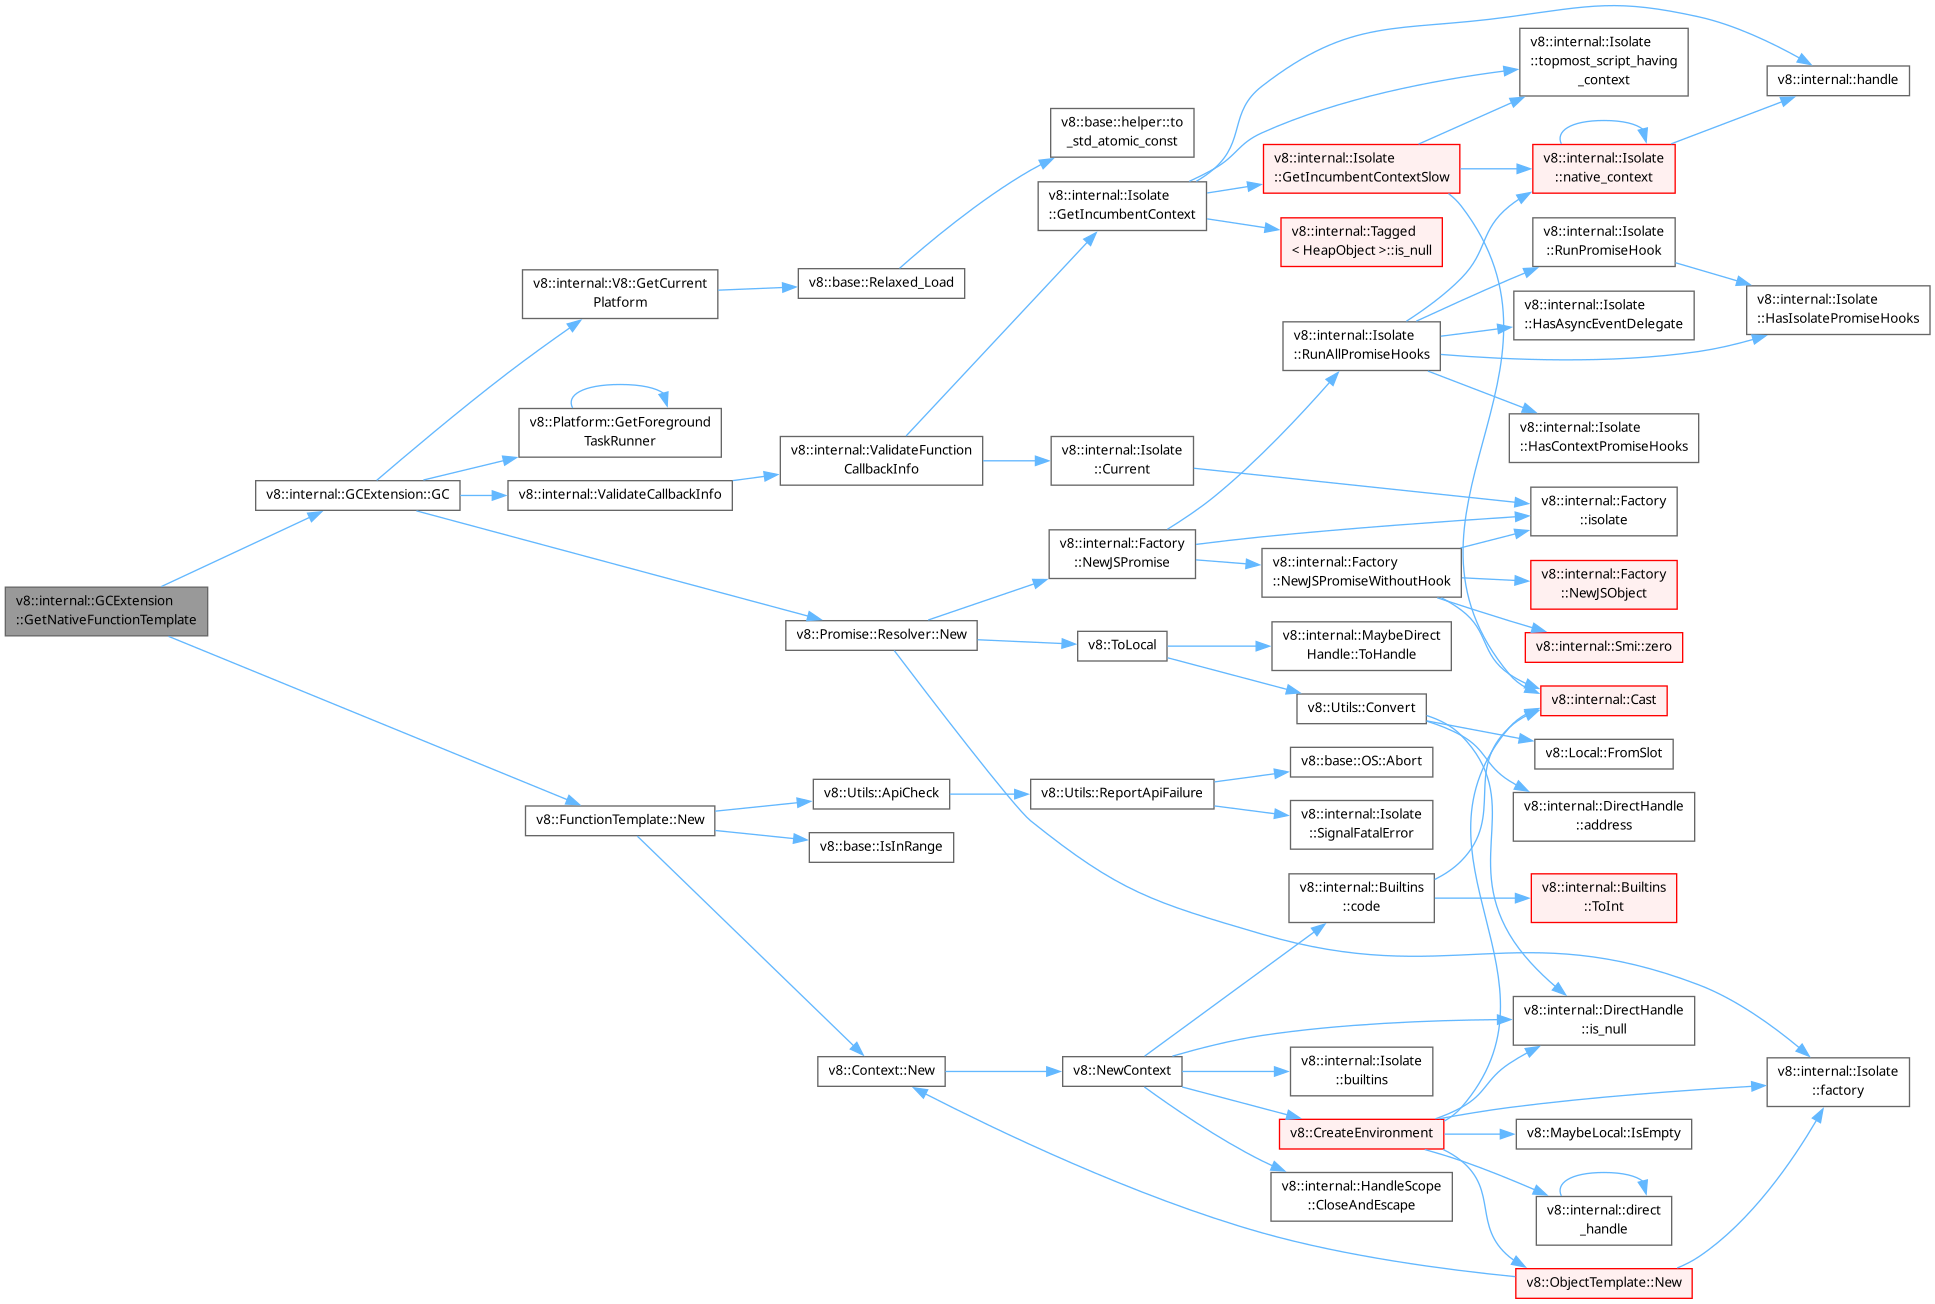 v8::internal::GCExtension
::GetNativeFunctionTemplate
v8::internal::GCExtension::GC
v8::internal::V8::GetCurrent
Platform
v8::Platform::GetForeground
TaskRunner
v8::internal::ValidateCallbackInfo
v8::FunctionTemplate::New
v8::base::Relaxed_Load
v8::internal::ValidateFunction
CallbackInfo
v8::Promise::Resolver::New
v8::Utils::ApiCheck
v8::base::IsInRange
v8::Context::New
v8::base::helper::to
_std_atomic_const
v8::internal::Isolate
::GetIncumbentContext
v8::internal::Isolate
::Current
v8::internal::Factory
::NewJSPromise
v8::ToLocal
v8::Utils::ReportApiFailure
v8::NewContext
v8::internal::Isolate
::GetIncumbentContextSlow
v8::internal::Tagged
< HeapObject >::is_null
v8::internal::Isolate
::RunAllPromiseHooks
v8::internal::Factory
::NewJSPromiseWithoutHook
v8::internal::MaybeDirect
Handle::ToHandle
v8::Utils::Convert
v8::base::OS::Abort
v8::internal::Isolate
::SignalFatalError
v8::internal::Builtins
::code
v8::internal::Isolate
::builtins
v8::CreateEnvironment
v8::internal::HandleScope
::CloseAndEscape
v8::internal::Isolate
::topmost_script_having
_context
v8::internal::Isolate
::native_context
v8::internal::Isolate
::RunPromiseHook
v8::internal::Isolate
::HasAsyncEventDelegate
v8::internal::Isolate
::HasContextPromiseHooks
v8::internal::Factory
::isolate
v8::internal::Factory
::NewJSObject
v8::internal::Smi::zero
v8::internal::Cast
v8::Local::FromSlot
v8::internal::DirectHandle
::address
v8::internal::Builtins
::ToInt
v8::internal::DirectHandle
::is_null
v8::MaybeLocal::IsEmpty
v8::internal::direct
_handle
v8::ObjectTemplate::New
v8::internal::handle
v8::internal::Isolate
::HasIsolatePromiseHooks
v8::internal::Isolate
::factory